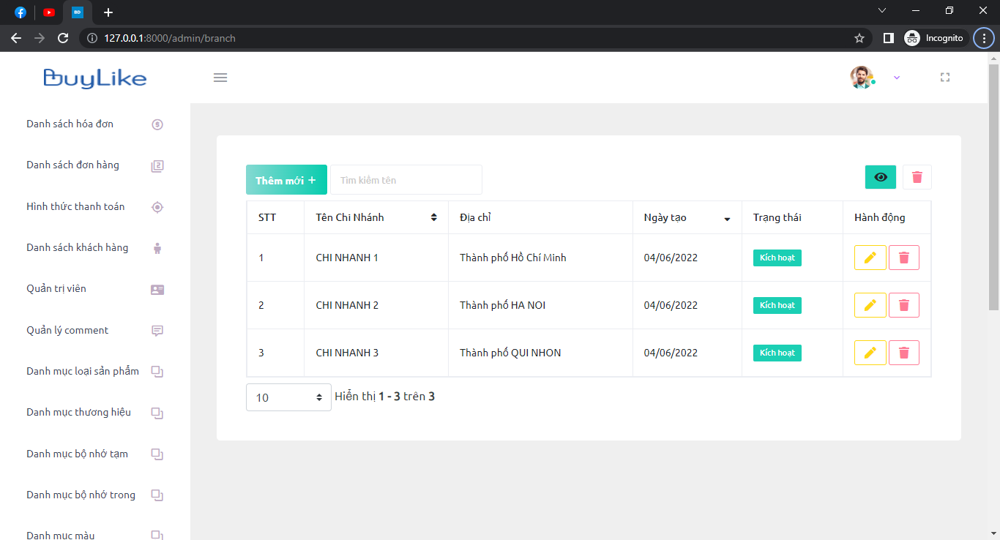 BD
127.0.0.1:8000/admin/branch
Incognito
BuyLike
Danh sách hóa đơn
Danh sách đơn hàng
Hình thức thanh toán
Danh sách khách hàng
Quản trị viên
Quản lý comment
Danh mục loại sản phẩm
Danh mục thương hiệu
Danh mục bộ nhớ tạm
Danh mục bộ nhớ trong
Danh mục màu
Thêm mới + Tìm kiếm tên
STT Tên Chi Nhánh Địa chỉ Ngày tạo Trạng thái Hành động
1 CHI NHANH 1 Thành phố Hồ Chí Minh 04/06/2022 Kích hoạt
2 CHI NHANH 2 Thành phố HA NOI 04/06/2022 Kích hoạt
3 CHI NHANH 3 Thành phố QUI NHON 04/06/2022 Kích hoạt
10 Hiển thị 1 - 3 trên 3